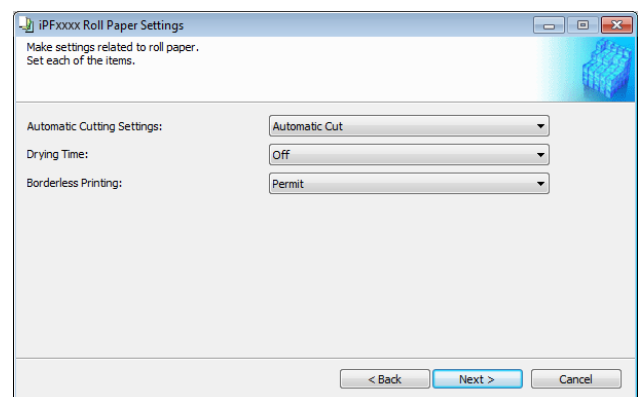 iPFxxxx Roll Paper Settings
Make settings related to roll paper.
Set each of the items.
Automatic Cutting Settings: Automatic Cut
Drying Time: Off
Borderless Printing: Permit
< Back Next > Cancel